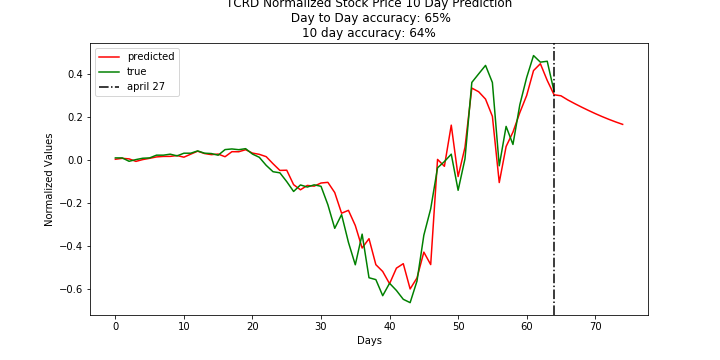 TCRD Normalized Stock Price 10 Day Prediction
Day to Day accuracy: 65%
10 day accuracy: 64%
predicted
true
april 27
0.4
0.2
0.0
−0.2
−0.4
−0.6
Normalized Values
0 10 20 30 40 50 60 70
Days